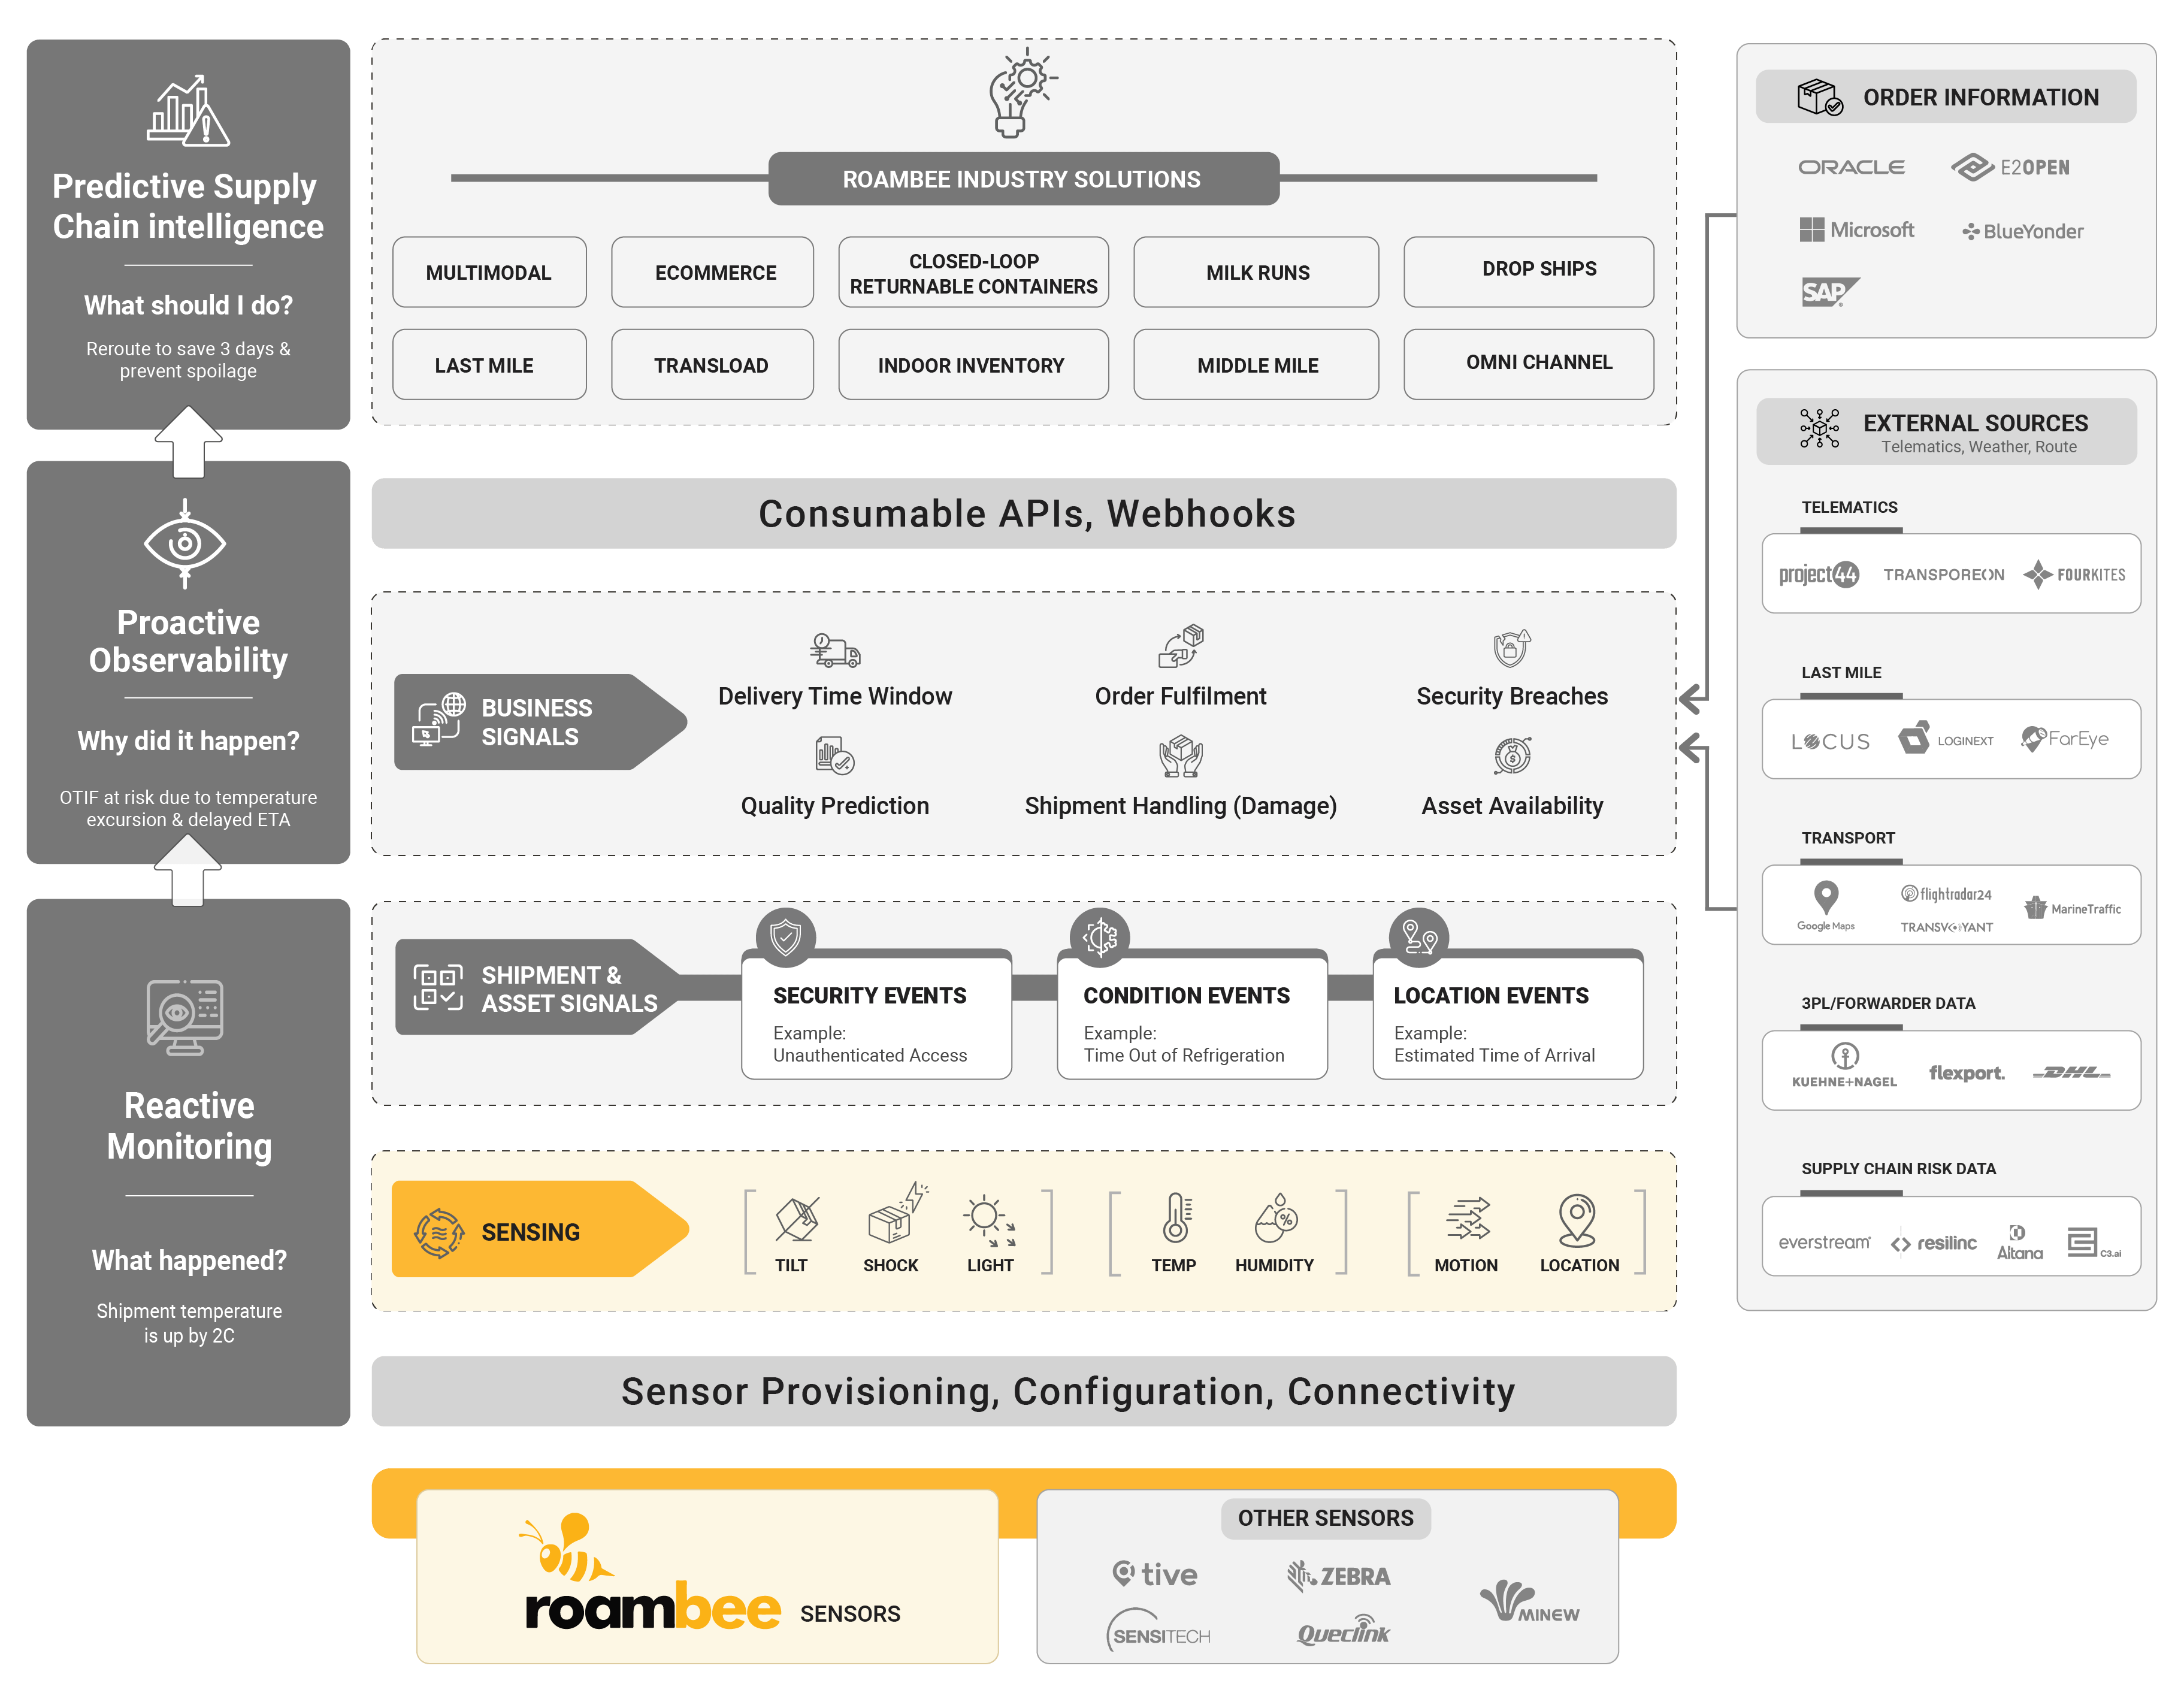 Predictive Supply
Chain intelligence
What should I do?
Reroute to save 3 days &
prevent spoilage
Proactive
Observability
Why did it happen?
OTIF at risk due to temperature
excursion & delayed ETA
Reactive
Monitoring
What happened?
Shipment temperature
is up by 2C
ROAMBEE INDUSTRY SOLUTIONS
MULTIMODAL
ECOMMERCE
CLOSED-LOOP
RETURNABLE CONTAINERS
MILK RUNS
DROP SHIPS
LAST MILE
TRANSLOAD
INDOOR INVENTORY
MIDDLE MILE
OMNI CHANNEL
Consumable APIs, Webhooks
BUSINESS
SIGNALS
Delivery Time Window
Order Fulfilment
Security Breaches
Quality Prediction
Shipment Handling (Damage)
Asset Availability
SHIPMENT &
ASSET SIGNALS
SECURITY EVENTS
Example:
Unauthenticated Access
CONDITION EVENTS
Example:
Time Out of Refrigeration
LOCATION EVENTS
Example:
Estimated Time of Arrival
SENSING
TILT
SHOCK
LIGHT
TEMP
HUMIDITY
MOTION
LOCATION
Sensor Provisioning, Configuration, Connectivity
roambee SENSORS
OTHER SENSORS
tive
ZEBRA
MINEW
SENSITECH
Queclink
ORDER INFORMATION
ORACLE
E2OPEN
Microsoft
BlueYonder
SAP
EXTERNAL SOURCES
Telematics, Weather, Route
TELEMATICS
project44
TRANSPOREON
FOURKITES
LAST MILE
LOCUS
LOGINEXT
FarEye
TRANSPORT
Google Maps
flightradar24
TRANSVOYANT
MarineTraffic
3PL/FORWARDER DATA
KUEHNE+NAGEL
flexport.
DHL
SUPPLY CHAIN RISK DATA
everstream
resilinc
Altana
C3.ai